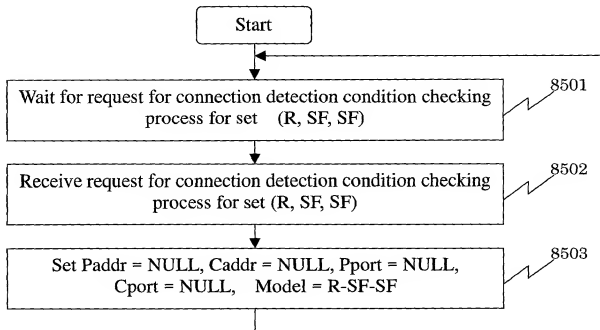 Start
Wait for request for connection detection condition checking
process for set (R, SF, SF)
8501
Receive request for connection detection condition checking
process for set (R, SF, SF)
8502
Set Paddr = NULL, Caddr = NULL, Pport = NULL,
Cport = NULL, Model = R-SF-SF
8503